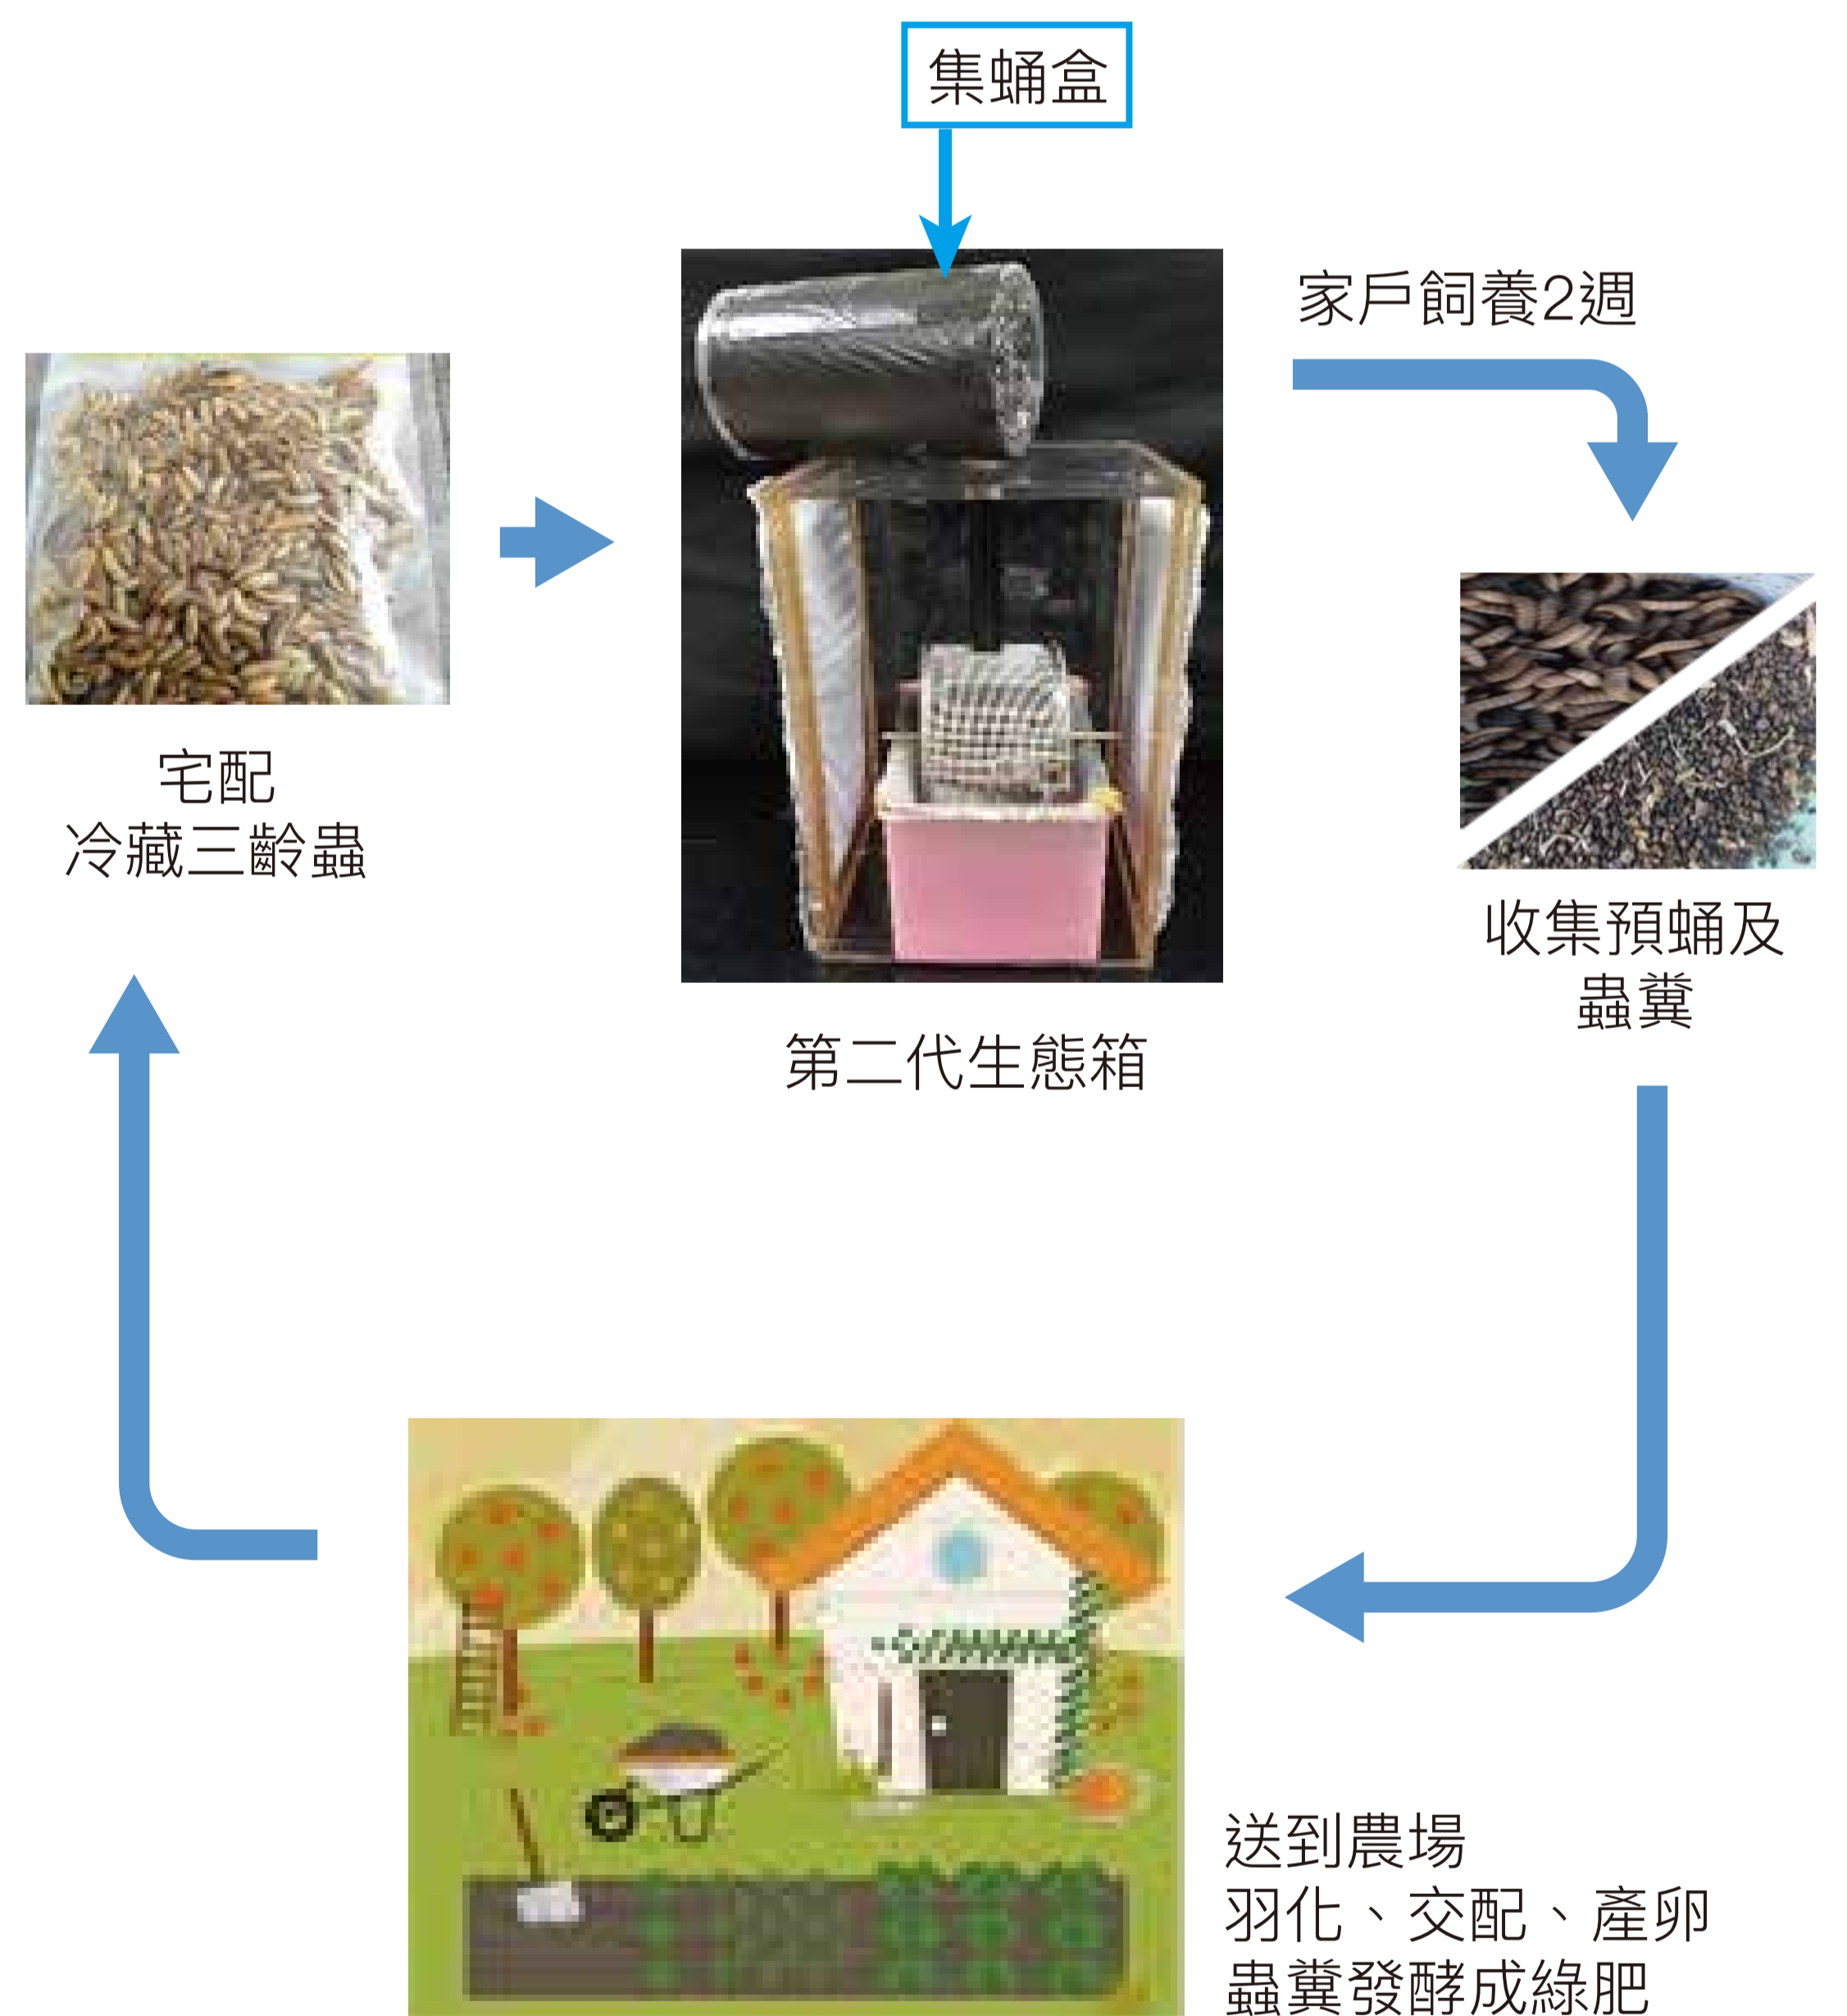 集蛹盒
家戶飼養2週
宅配
冷藏三齡蟲
第二代生態箱
收集預蛹及
蟲糞
送到農場
羽化、交配、產卵
蟲糞發酵成綠肥